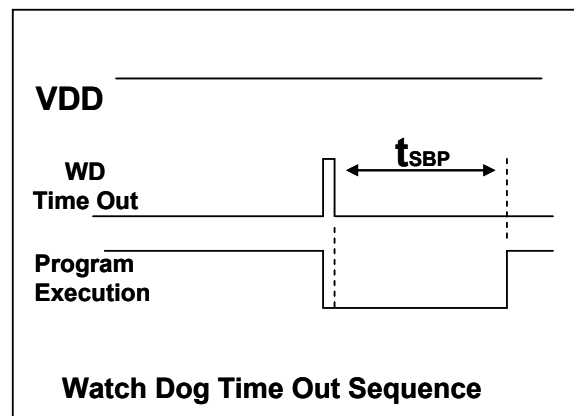 VDD
WD
Time Out
tSBP
Program
Execution
Watch Dog Time Out Sequence